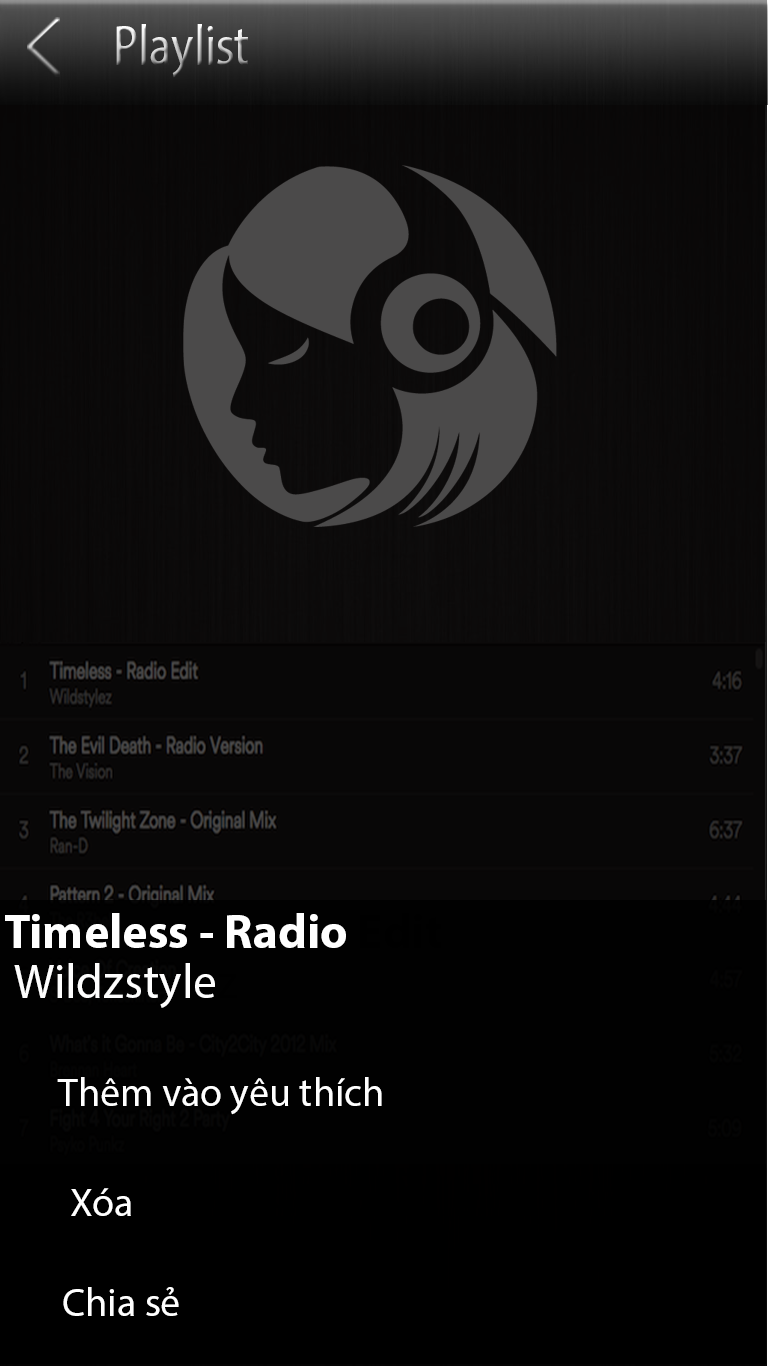 Playlist
1 Timeless - Radio Edit 4:16
Wildstylez
2 The Evil Death - Radio Version 3:37
The Vision
3 The Twilight Zone - Original Mix 6:37
Ran-D
Pattern 2 - Original Mix
Timeless - Radio Edit
Wildzstyle
4:57
6 What's it Gonna Be - City2City 2012 Mix 5:32
Thêm vào yêu thích
7 Fight 4 Your Right 2 Party
Xóa
Chia sẻ